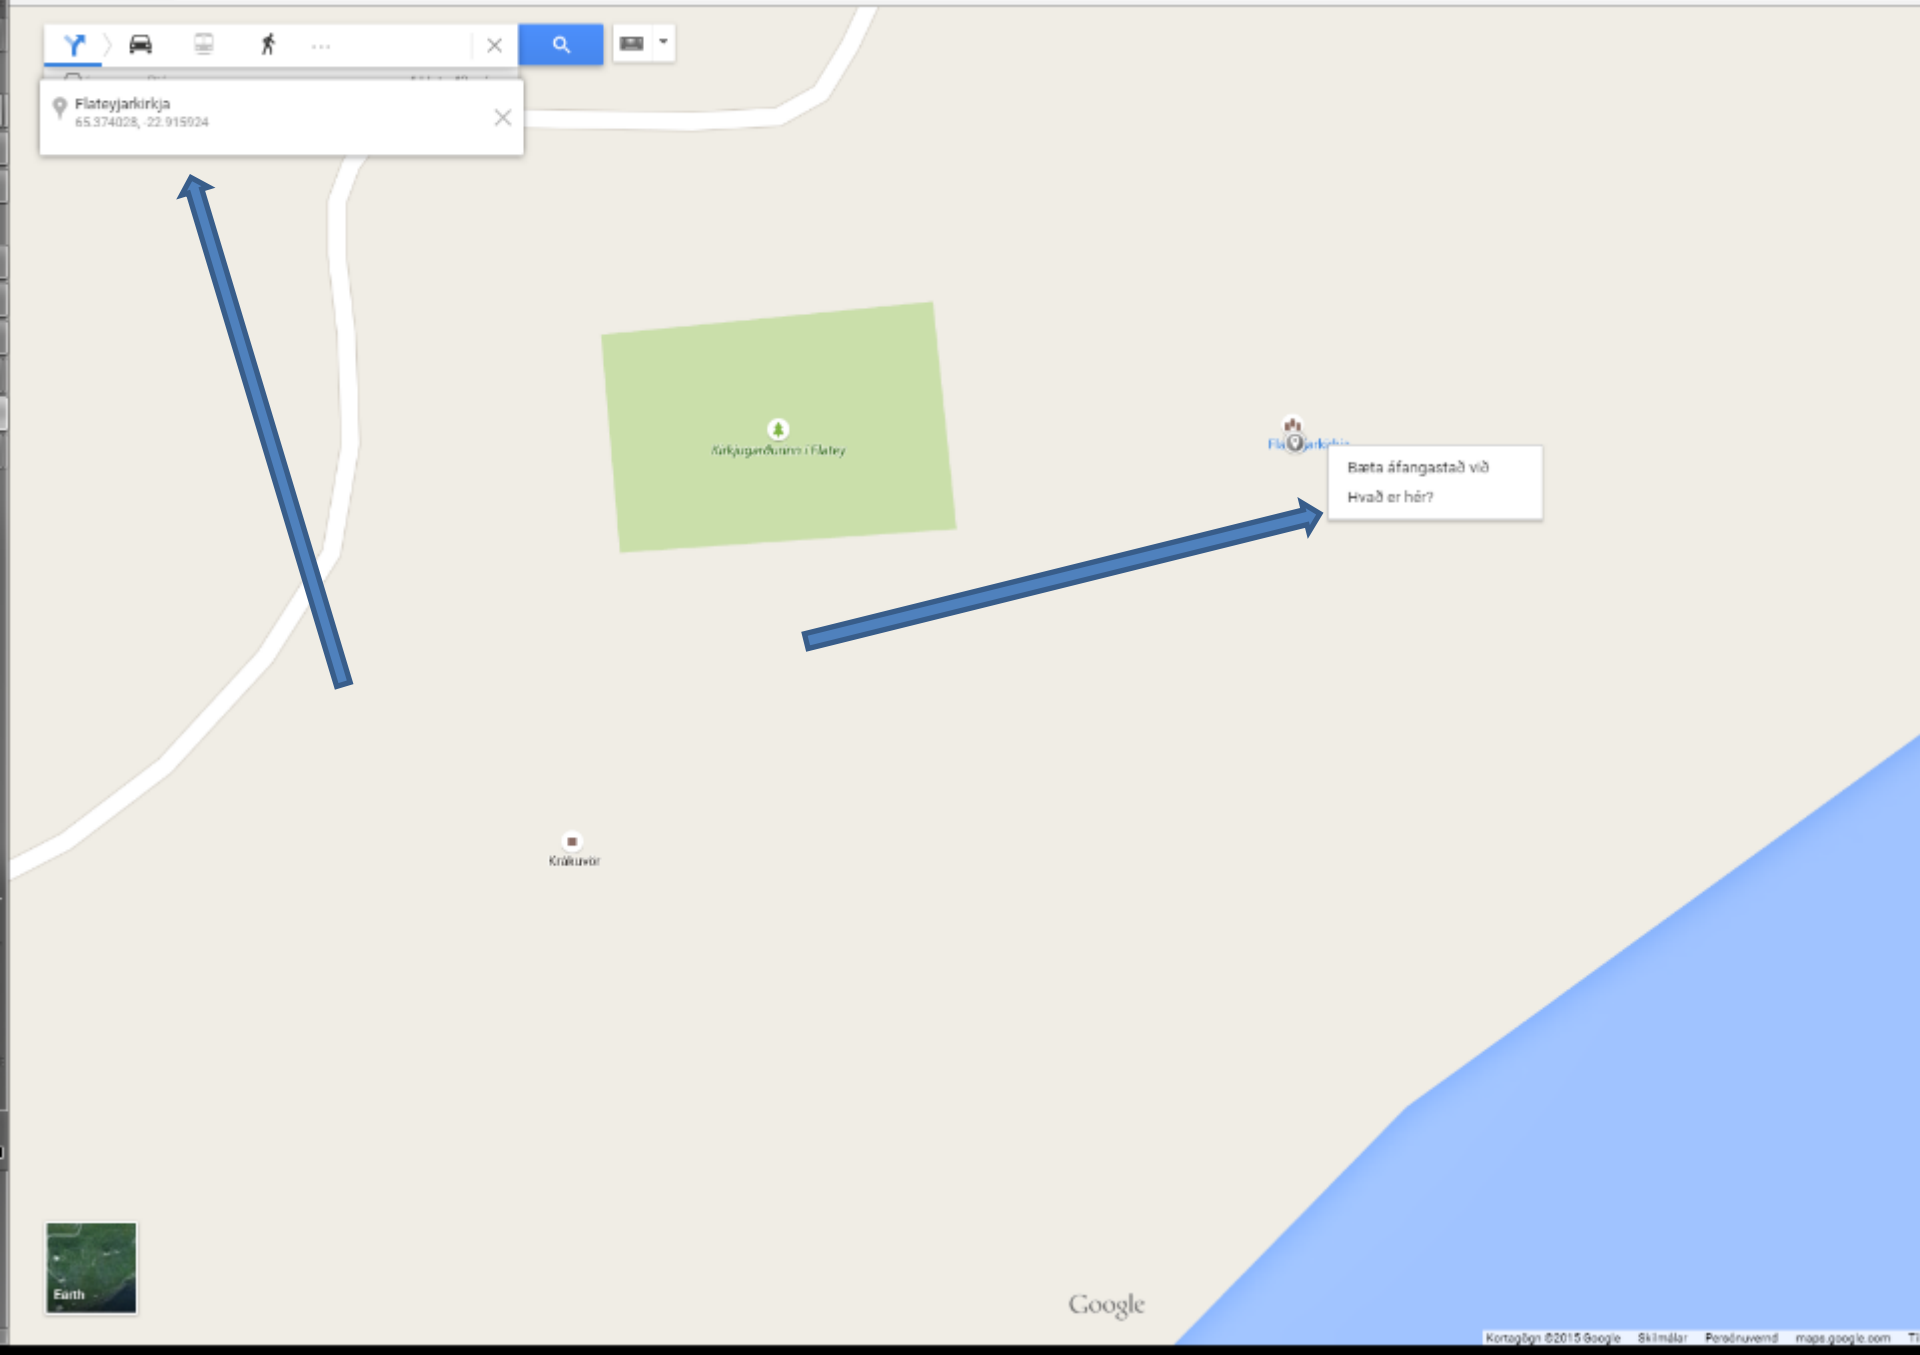 Flateyjarkirkja
65.374028, -22.915924
Kirkjugarðurinn í Flatey
Bæta áfangastað við
Hvað er hér?
Krákuvör
Earth
Google
Kortagögn ©2015 Google Skilmálar Persónuvernd maps.google.com